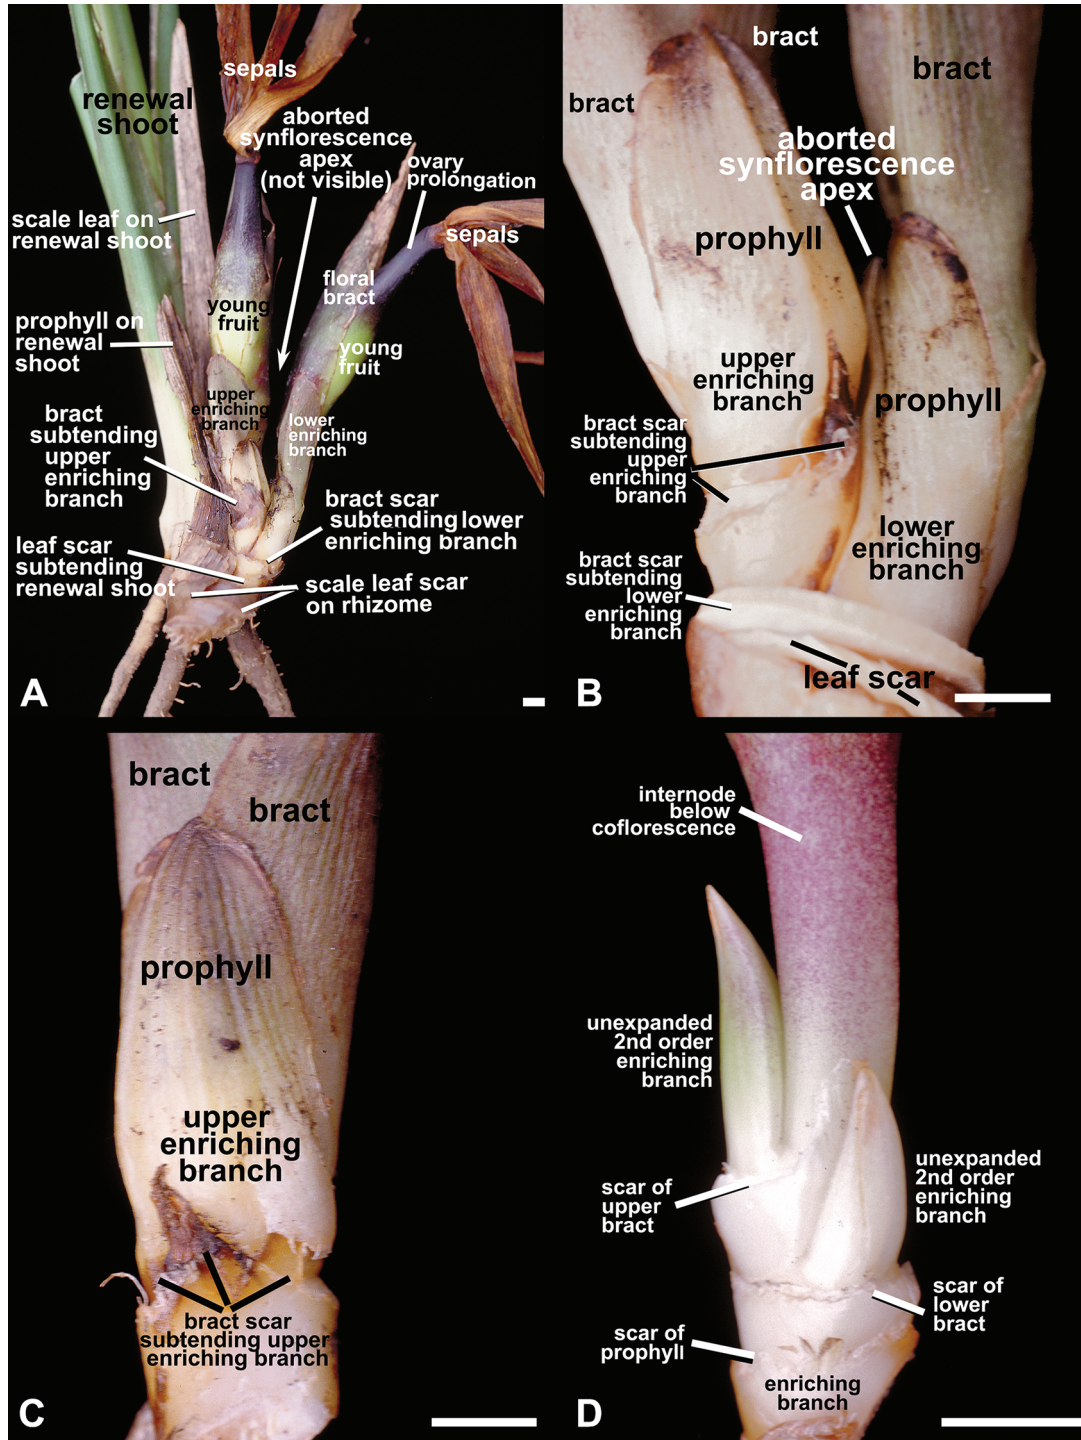 sepals
renewal
shoot
aborted
synflorescence
apex
(not visible)
ovary
prolongation
scale leaf on
renewal shoot
sepals
floral
bract
young
fruit
prophyll on
renewal
shoot
young
fruit
upper
enriching
branch
lower
enriching
branch
bract
subtending
upper
enriching
branch
bract scar
subtending lower
enriching branch
leaf scar
subtending
renewal shoot
scale leaf scar
on rhizome
A
bract
bract
bract
aborted
synflorescence
apex
prophyll
upper
enriching
branch
prophyll
bract scar
subtending
upper
enriching
branch
lower
enriching
branch
bract scar
subtending
lower
enriching
branch
leaf scar
B
bract
bract
prophyll
upper
enriching
branch
bract scar
subtending upper
enriching branch
C
internode
below
coflorescence
unexpanded
2nd order
enriching
branch
unexpanded
2nd order
enriching
branch
scar of
upper
bract
scar of
lower
bract
scar of
prophyll
enriching
branch
D